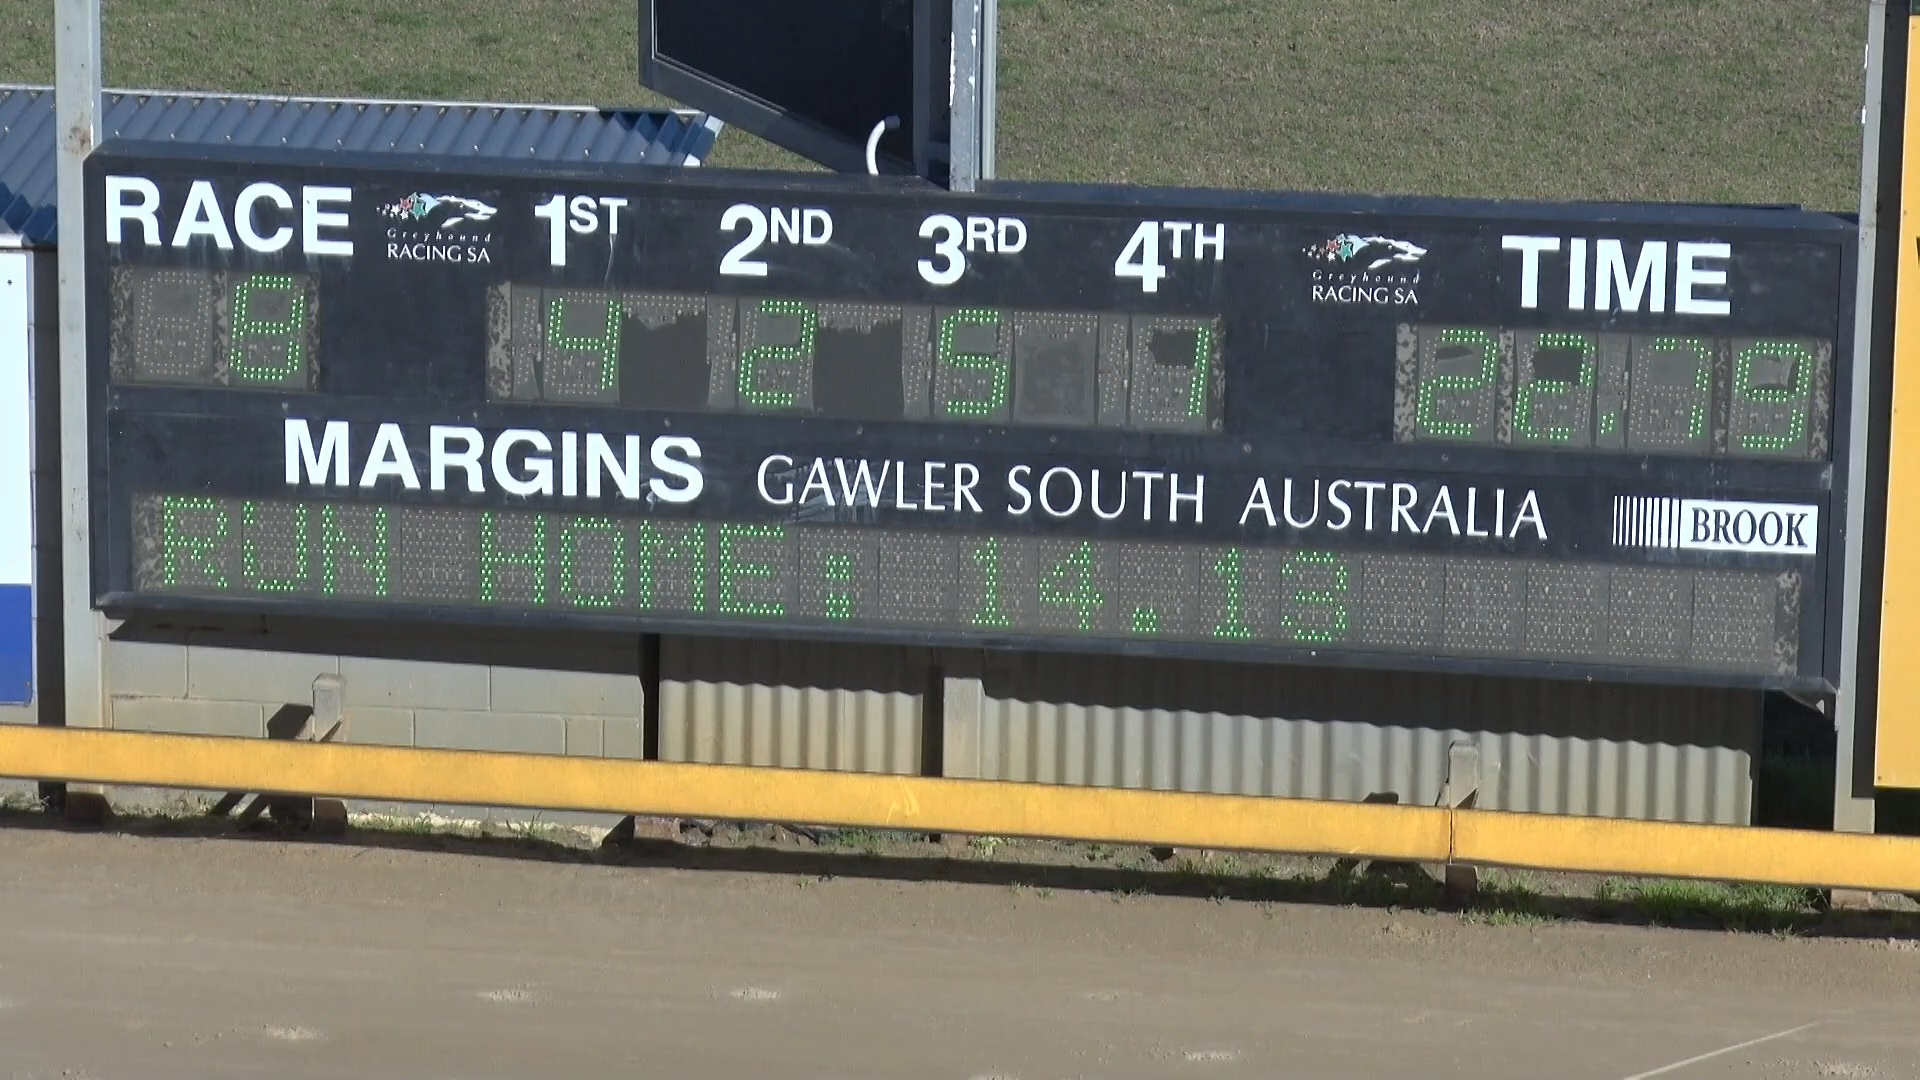 RACE Greyhound RACING SA 1ST 2ND 3RD 4TH Greyhound RACING SA TIME
8 4 2 5 1 22.79
MARGINS GAWLER SOUTH AUSTRALIA BROOK
RUN HOME: 14.13